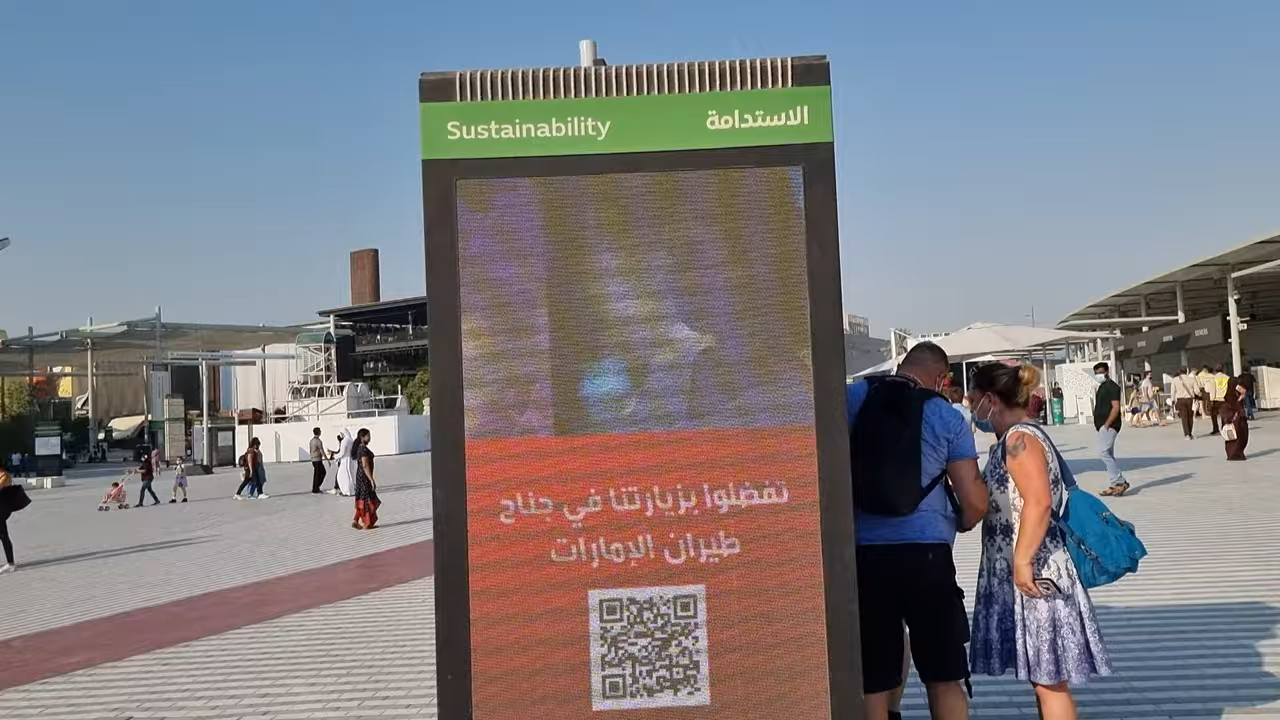 Sustainability الاستدامة
تفضلوا بزيارتنا في جناح
طيران الإمارات